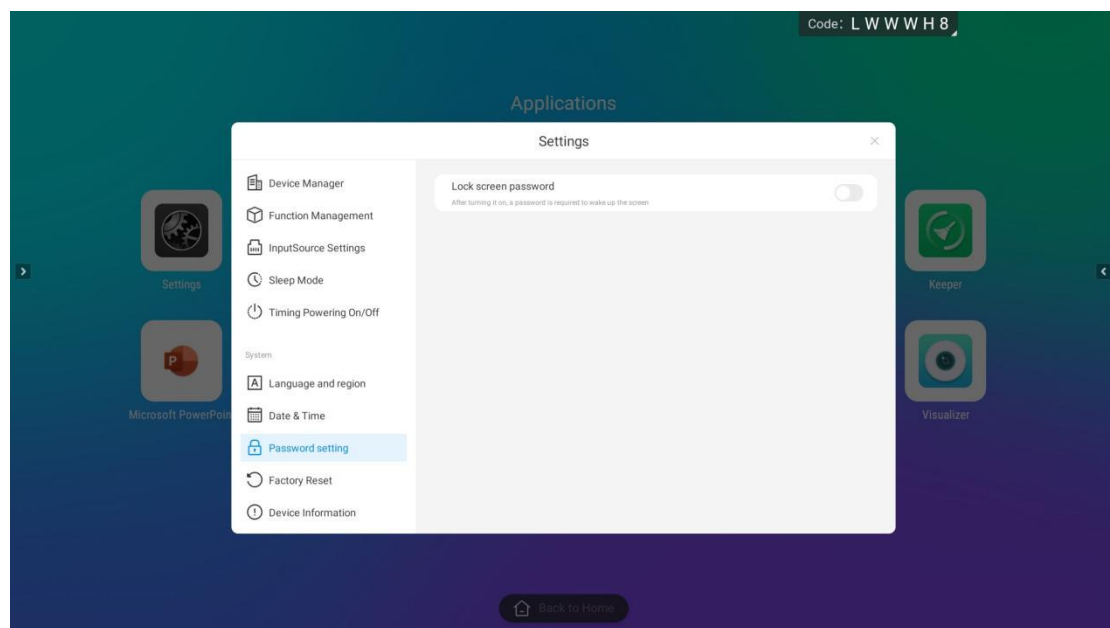 Code: LWWWH8
Applications
Settings
Device Manager
Function Management
InputSource Settings
Sleep Mode
Timing Powering On/Off
System
Language and region
Date & Time
Password setting
Factory Reset
Device Information
Lock screen password
After turning it on, a password is required to wake up the screen
Settings
Microsoft PowerPoin
Keeper
Visualizer
Back to Home